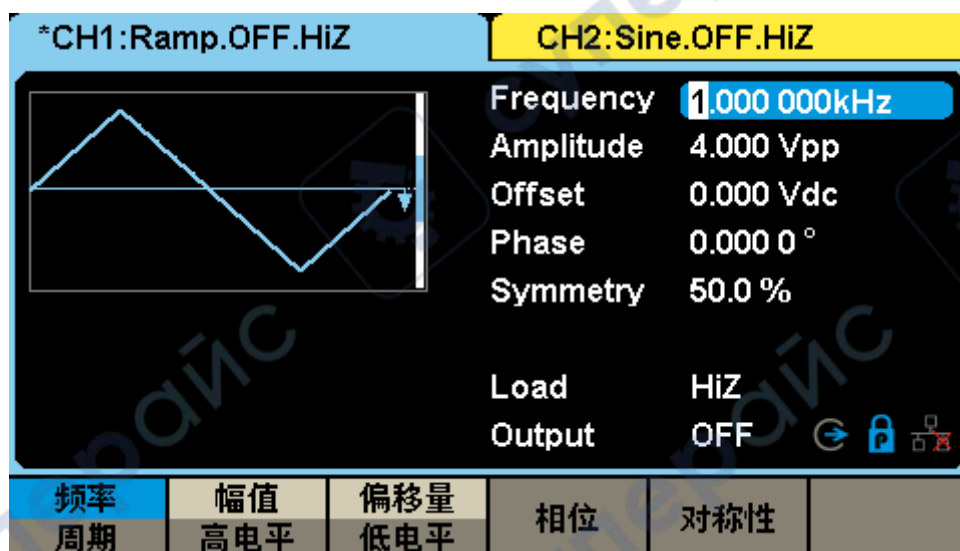 *CH1:Ramp.OFF.HiZ
CH2:Sine.OFF.HiZ
Frequency 1.000 000kHz
Amplitude 4.000 Vpp
Offset 0.000 Vdc
Phase 0.000 0 °
Symmetry 50.0 %
Load HiZ
Output OFF
频率 幅值 偏移量 相位 对称性
周期 高电平 低电平